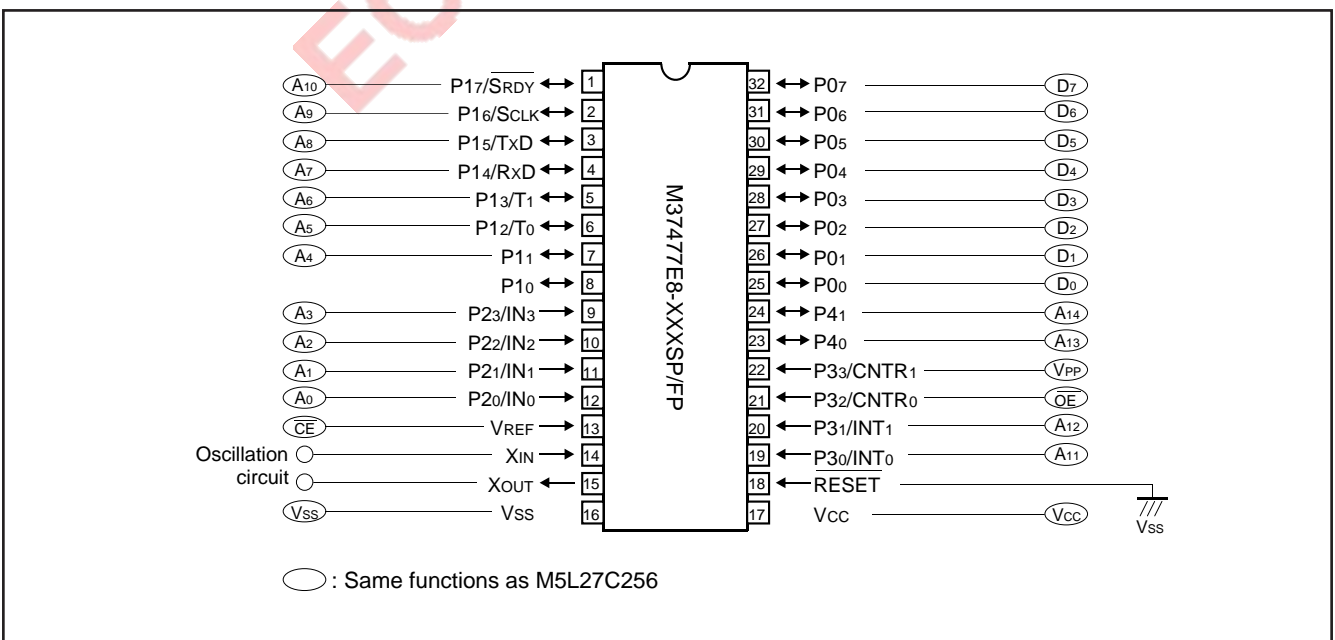 EO
A10 P17/SRDY 1 32 P07 D7
A9 P16/SCLK 2 31 P06 D6
A8 P15/TXD 3 30 P05 D5
A7 P14/RXD 4 29 P04 D4
A6 P13/T1 5 28 P03 D3
A5 P12/T0 6 27 P02 D2
A4 P11 7 26 P01 D1
P10 8 25 P00 D0
A3 P23/IN3 9 24 P41 A14
A2 P22/IN2 10 23 P40 A13
A1 P21/IN1 11 22 P33/CNTR1 VPP
A0 P20/IN0 12 21 P32/CNTR0 OE
CE VREF 13 20 P31/INT1 A12
Oscillation circuit XIN 14 19 P30/INT0 A11
XOUT 15 18 RESET
VSS VSS 16 17 VCC VCC
VSS
M37477E8-XXXSP/FP
: Same functions as M5L27C256